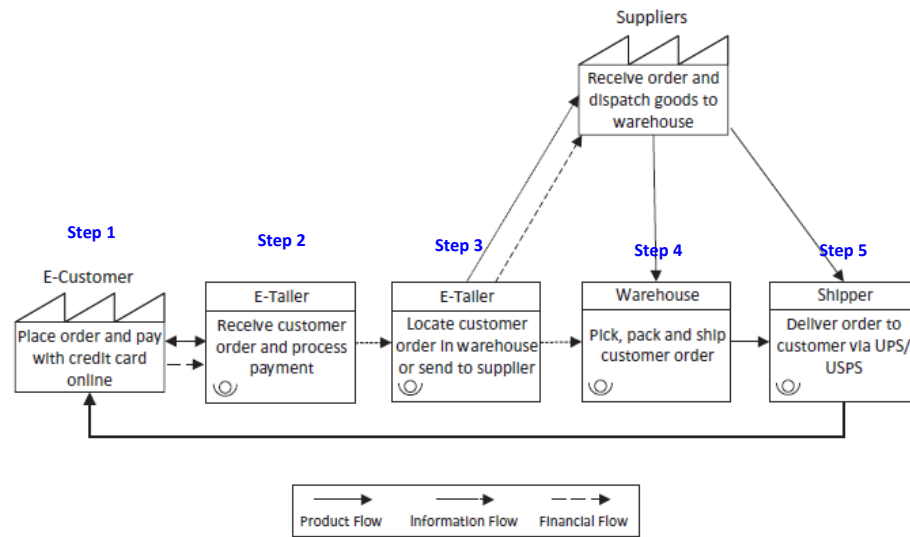 Suppliers
Receive order and
dispatch goods to
warehouse
Step 1
Step 2
Step 3
Step 4
Step 5
E-Customer
Place order and pay
with credit card
online
E-Tailer
Receive customer
order and process
payment
E-Tailer
Locate customer
order in warehouse
or send to supplier
Warehouse
Pick, pack and ship
customer order
Shipper
Deliver order to
customer via UPS/
USPS
Product Flow
Information Flow
Financial Flow